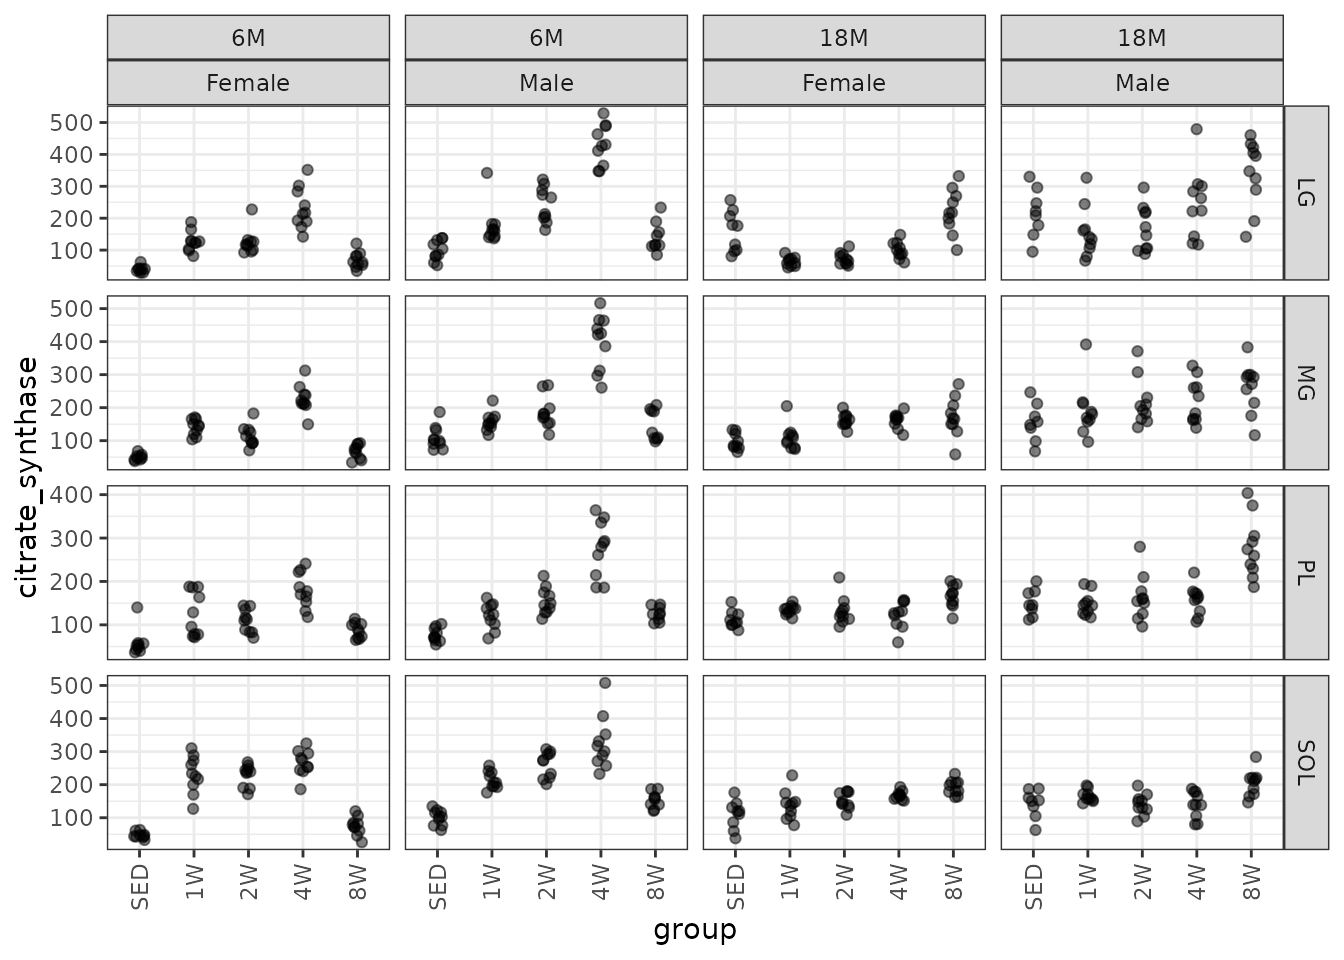 6M 6M 18M 18M
Female Male Female Male
500
400
300
200
100
LG
500
400
300
200
100
MG
citrate_synthase
400
300
200
100
PL
500
400
300
200
100
SOL
SED 1W 2W 4W 8W SED 1W 2W 4W 8W SED 1W 2W 4W 8W SED 1W 2W 4W 8W
group